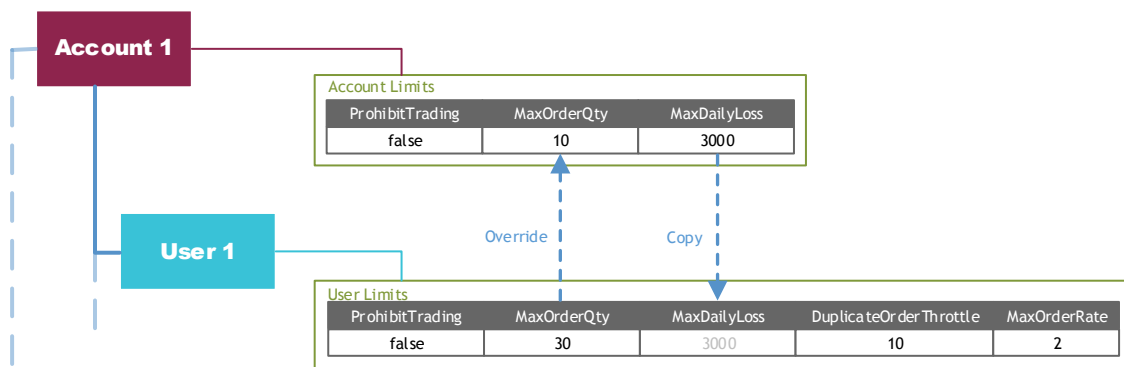 Account 1
Account Limits
ProhibitTrading MaxOrderQty MaxDailyLoss
false 10 3000
Override Copy
User 1
User Limits
ProhibitTrading MaxOrderQty MaxDailyLoss DuplicateOrderThrottle MaxOrderRate
false 30 3000 10 2